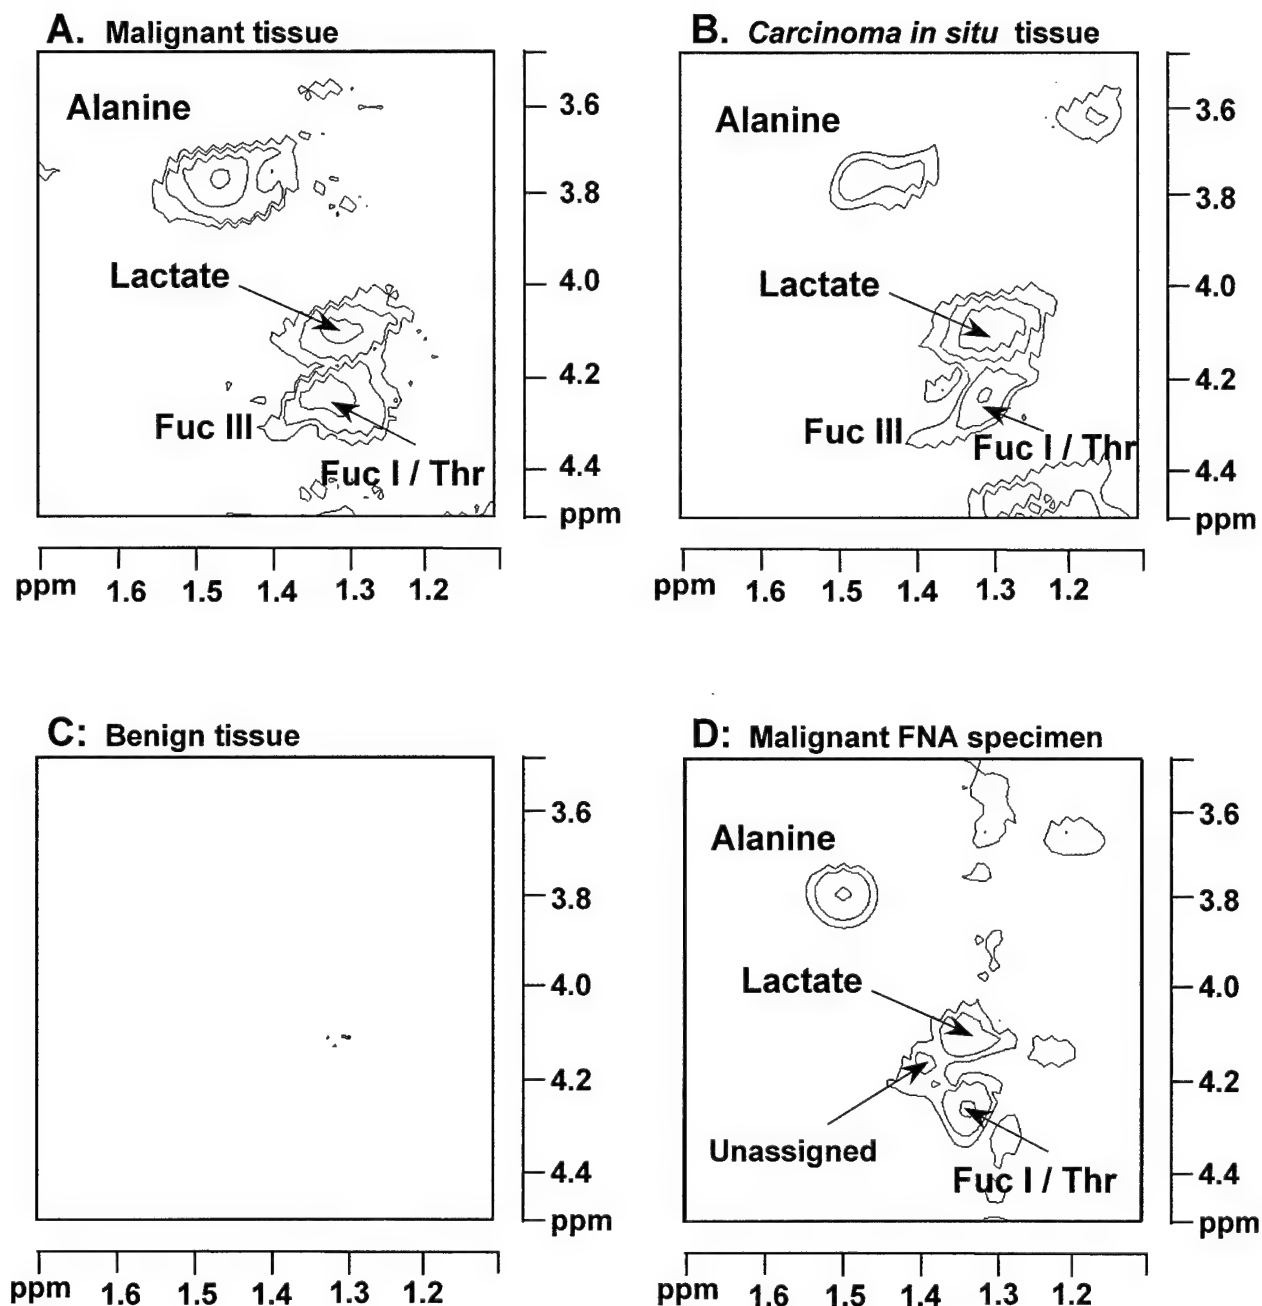 A. Malignant tissue
Alanine
Lactate
Fuc III
Fuc I / Thr
3.6
3.8
4.0
4.2
4.4
ppm
ppm 1.6 1.5 1.4 1.3 1.2
B. Carcinoma in situ tissue
Alanine
Lactate
Fuc III
Fuc I / Thr
3.6
3.8
4.0
4.2
4.4
ppm
ppm 1.6 1.5 1.4 1.3 1.2
C: Benign tissue
3.6
3.8
4.0
4.2
4.4
ppm
ppm 1.6 1.5 1.4 1.3 1.2
D: Malignant FNA specimen
Alanine
Lactate
Unassigned
Fuc I / Thr
3.6
3.8
4.0
4.2
4.4
ppm
ppm 1.6 1.5 1.4 1.3 1.2